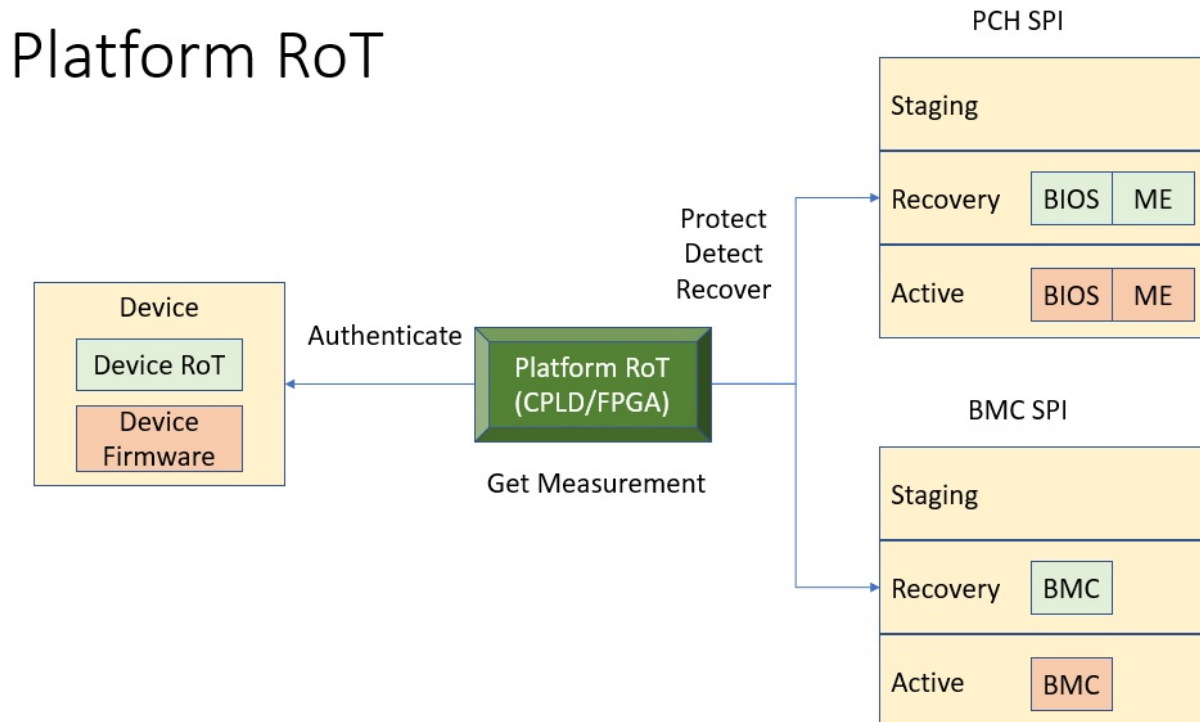 Platform RoT
Device
Device RoT
Device
Firmware
Authenticate
Platform RoT
(CPLD/FPGA)
Get Measurement
Protect
Detect
Recover
PCH SPI
Staging
Recovery BIOS ME
Active BIOS ME
BMC SPI
Staging
Recovery BMC
Active BMC